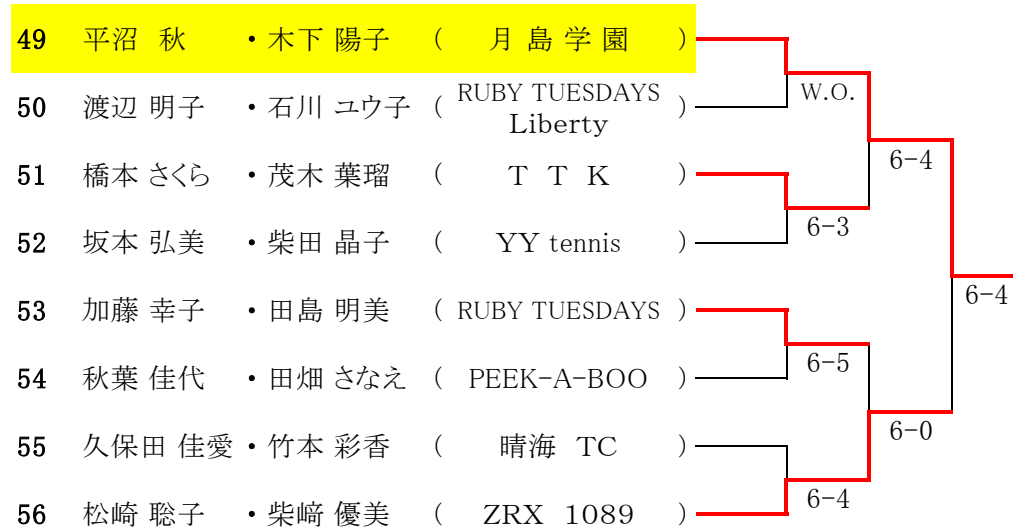 49 平沼 秋 ・木下 陽子 ( 月島学園 )
50 渡辺 明子 ・石川 ユウ子 ( RUBY TUESDAYS Liberty )
W.O.
51 橋本 さくら ・茂木 葉瑠 ( T T K )
6-4
52 坂本 弘美 ・柴田 晶子 ( YY tennis )
6-3
53 加藤 幸子 ・田島 明美 ( RUBY TUESDAYS )
6-4
54 秋葉 佳代 ・田畑 さなえ ( PEEK-A-BOO )
6-5
55 久保田 佳愛・竹本 彩香 ( 晴海 TC )
6-0
56 松崎 聡子 ・柴﨑 優美 ( ZRX 1089 )
6-4